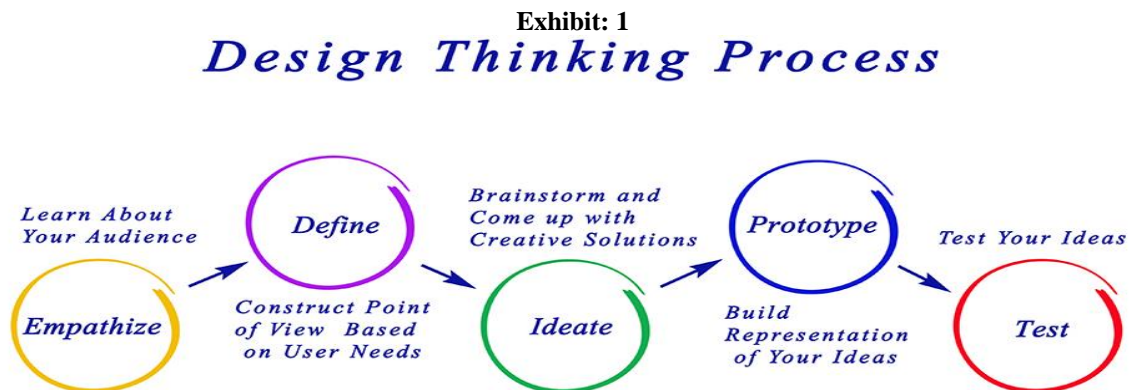 Exhibit: 1
Design Thinking Process
Learn About
Your Audience
Empathize
Define
Construct Point
of View Based
on User Needs
Brainstorm and
Come up with
Creative Solutions
Ideate
Prototype
Build
Representation
of Your Ideas
Test Your Ideas
Test